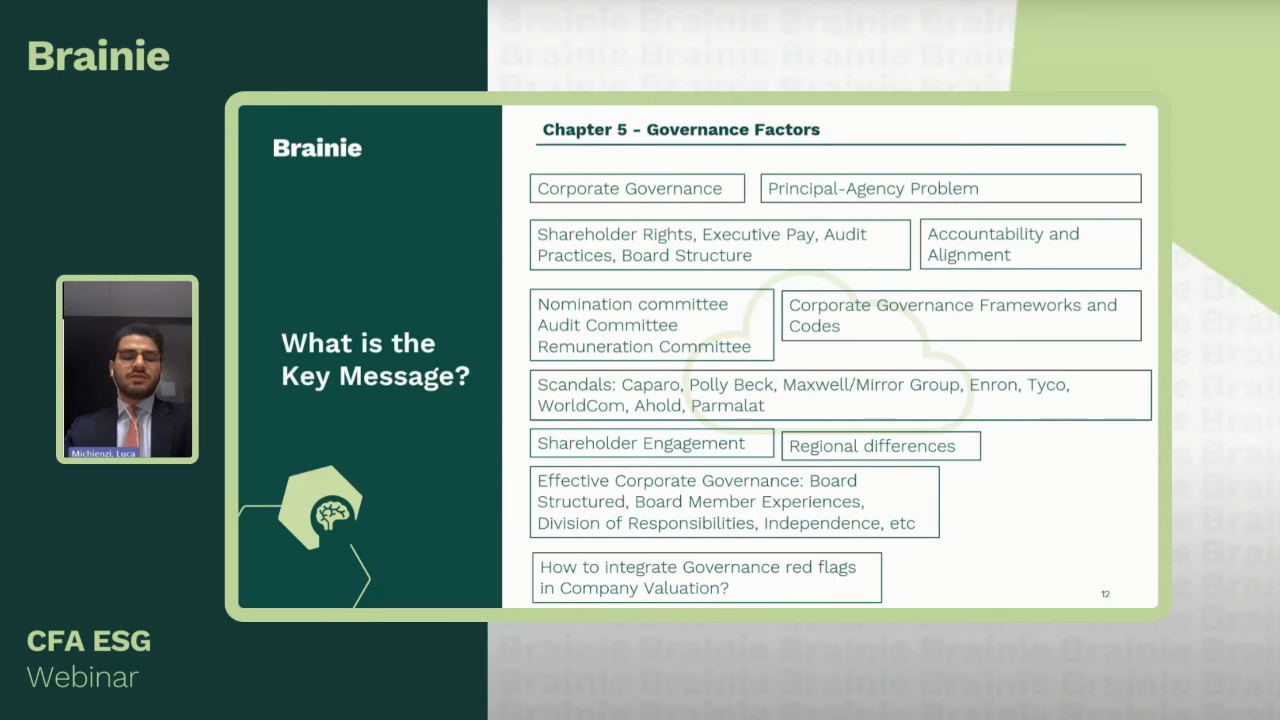 Brainie
Brainie
What is the
Key Message?
Chapter 5 - Governance Factors
Corporate Governance
Principal-Agency Problem
Shareholder Rights, Executive Pay, Audit
Practices, Board Structure
Accountability and
Alignment
Nomination committee
Audit Committee
Remuneration Committee
Corporate Governance Frameworks and
Codes
Scandals: Caparo, Polly Beck, Maxwell/Mirror Group, Enron, Tyco,
WorldCom, Ahold, Parmalat
Shareholder Engagement
Regional differences
Effective Corporate Governance: Board
Structured, Board Member Experiences,
Division of Responsibilities, Independence, etc
How to integrate Governance red flags
in Company Valuation?
12
Michienzi, Luca
CFA ESG
Webinar